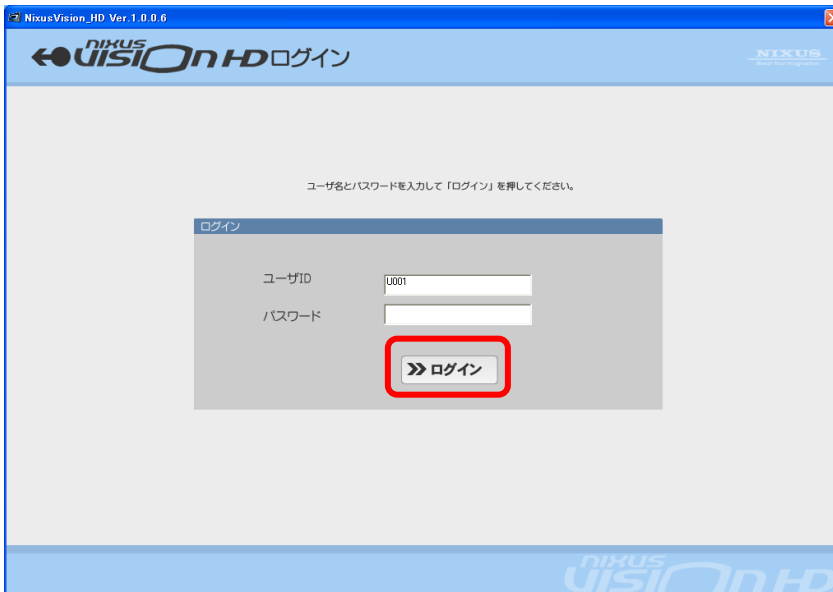 NixusVision_HD Ver.1.0.0.6
nixus
vision HDログイン
NIXUS
ユーザ名とパスワードを入力して「ログイン」を押してください。
ログイン
ユーザID
U001
パスワード
ログイン
nixus
vision HD